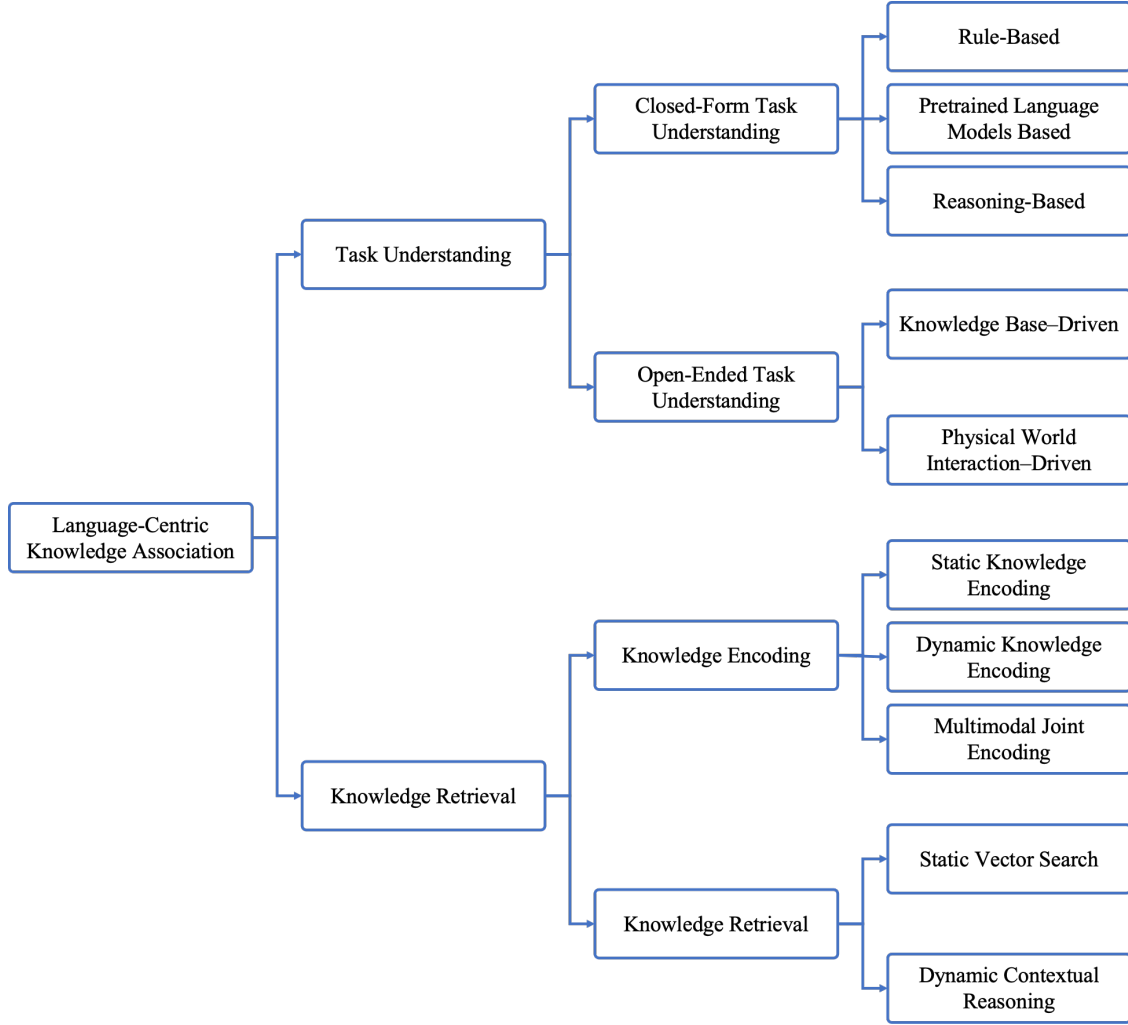 Rule-Based
Closed-Form Task
Understanding
Pretrained Language
Models Based
Reasoning-Based
Task Understanding
Knowledge Base–Driven
Open-Ended Task
Understanding
Physical World
Interaction–Driven
Language-Centric
Knowledge Association
Static Knowledge
Encoding
Knowledge Encoding
Dynamic Knowledge
Encoding
Multimodal Joint
Encoding
Knowledge Retrieval
Static Vector Search
Knowledge Retrieval
Dynamic Contextual
Reasoning